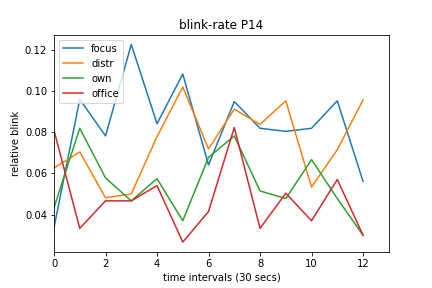 blink-rate P14
focus
distr
own
office
relative blink
0.12
0.10
0.08
0.06
0.04
0 2 4 6 8 10 12
time intervals (30 secs)